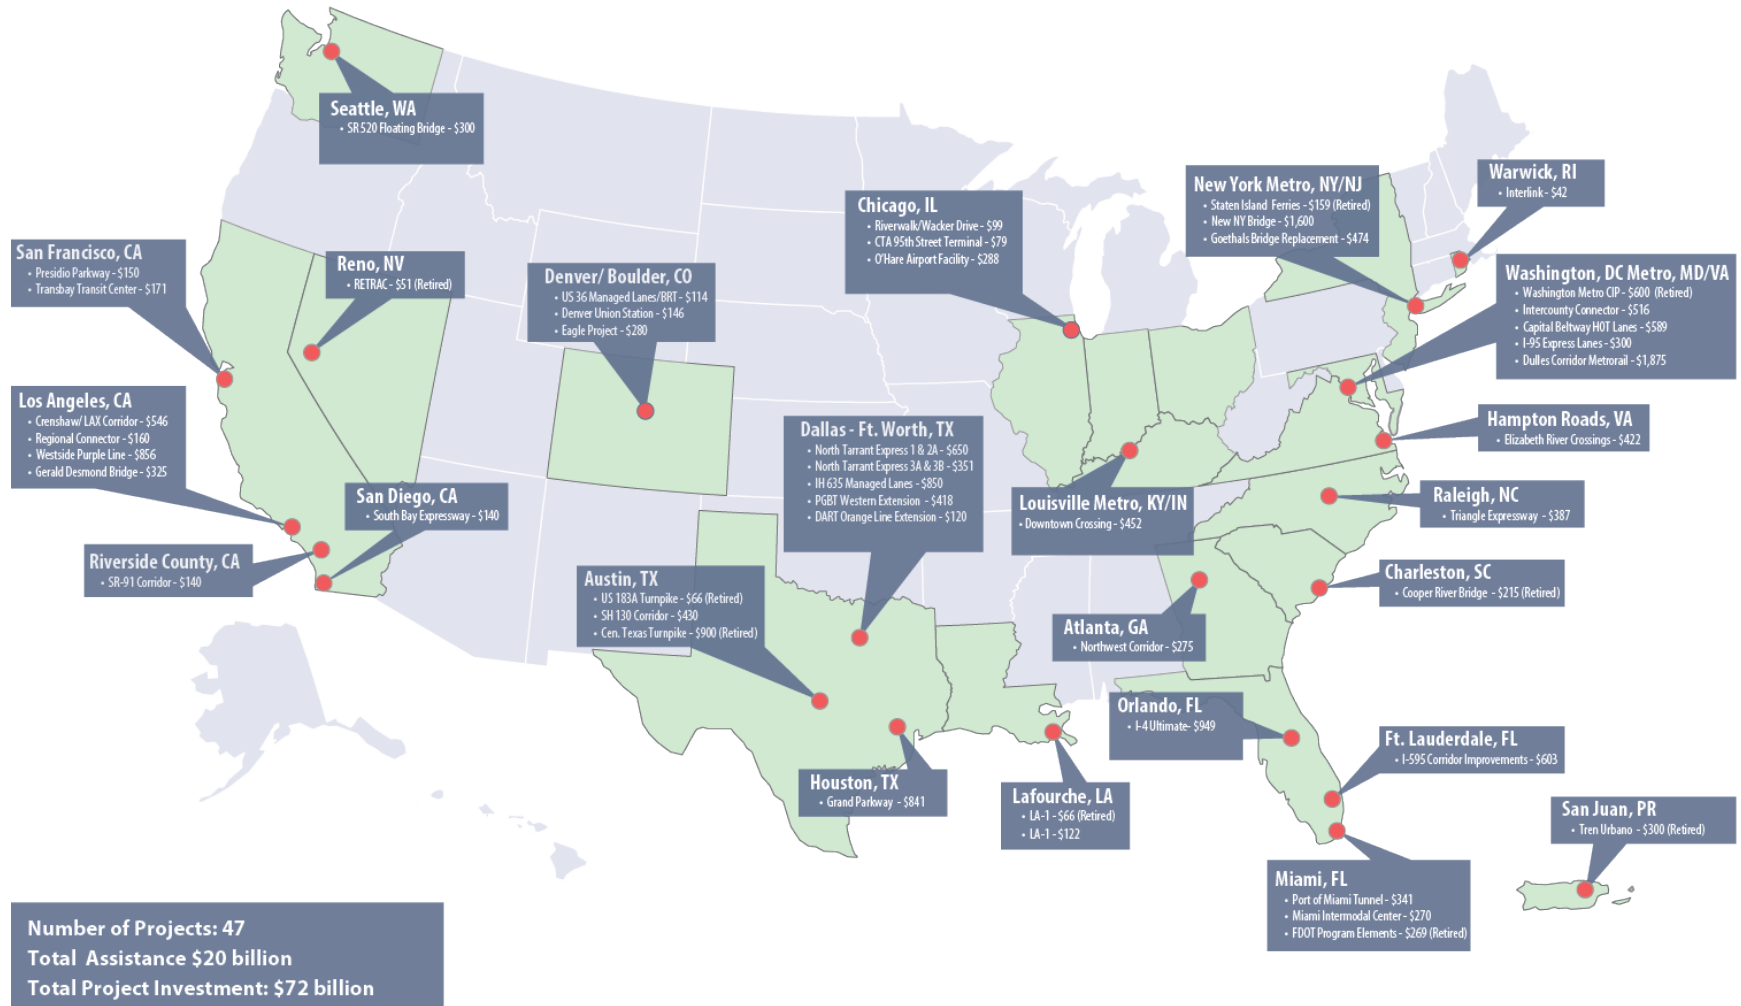 Seattle, WA
• SR 520 Floating Bridge - $300
San Francisco, CA
• Presidio Parkway - $150
• Transbay Transit Center - $171
Reno, NV
• RETRAC - $51 (Retired)
Los Angeles, CA
• Crenshaw/ LAX Corridor - $546
• Regional Connector - $160
• Westside Purple Line - $856
• Gerald Desmond Bridge - $325
San Diego, CA
• South Bay Expressway - $140
Riverside County, CA
• SR-91 Corridor - $140
Denver/ Boulder, CO
• US 36 Managed Lanes/BRT - $114
• Denver Union Station - $146
• Eagle Project - $280
Chicago, IL
• Riverwalk/Wacker Drive - $99
• CTA 95th Street Terminal - $79
• O'Hare Airport Facility - $288
Dallas - Ft. Worth, TX
• North Tarrant Express 1 & 2A - $650
• North Tarrant Express 3A & 3B - $351
• IH 635 Managed Lanes - $850
• PGBT Western Extension - $418
• DART Orange Line Extension - $120
Austin, TX
• US 183A Turnpike - $66 (Retired)
• SH 130 Corridor - $430
• Cen. Texas Turnpike - $900 (Retired)
Houston, TX
• Grand Parkway - $841
Louisville Metro, KY/IN
• Downtown Crossing - $452
New York Metro, NY/NJ
• Staten Island Ferries - $159 (Retired)
• New NY Bridge - $1,600
• Goethals Bridge Replacement - $474
Warwick, RI
• Interlink - $42
Washington, DC Metro, MD/VA
• Washington Metro CIP - $600 (Retired)
• Intercounty Connector - $516
• Capital Beltway HOT Lanes - $589
• I-95 Express Lanes - $300
• Dulles Corridor Metrorail - $1,875
Hampton Roads, VA
• Elizabeth River Crossings - $422
Raleigh, NC
• Triangle Expressway - $387
Charleston, SC
• Cooper River Bridge - $215 (Retired)
Atlanta, GA
• Northwest Corridor - $275
Orlando, FL
• I-4 Ultimate- $949
Ft. Lauderdale, FL
• I-595 Corridor Improvements - $603
Lafourche, LA
• LA-1 - $66 (Retired)
• LA-1 - $122
Miami, FL
• Port of Miami Tunnel - $341
• Miami Intermodal Center - $270
• FDOT Program Elements - $269 (Retired)
San Juan, PR
• Tren Urbano - $300 (Retired)
Number of Projects: 47
Total Assistance $20 billion
Total Project Investment: $72 billion